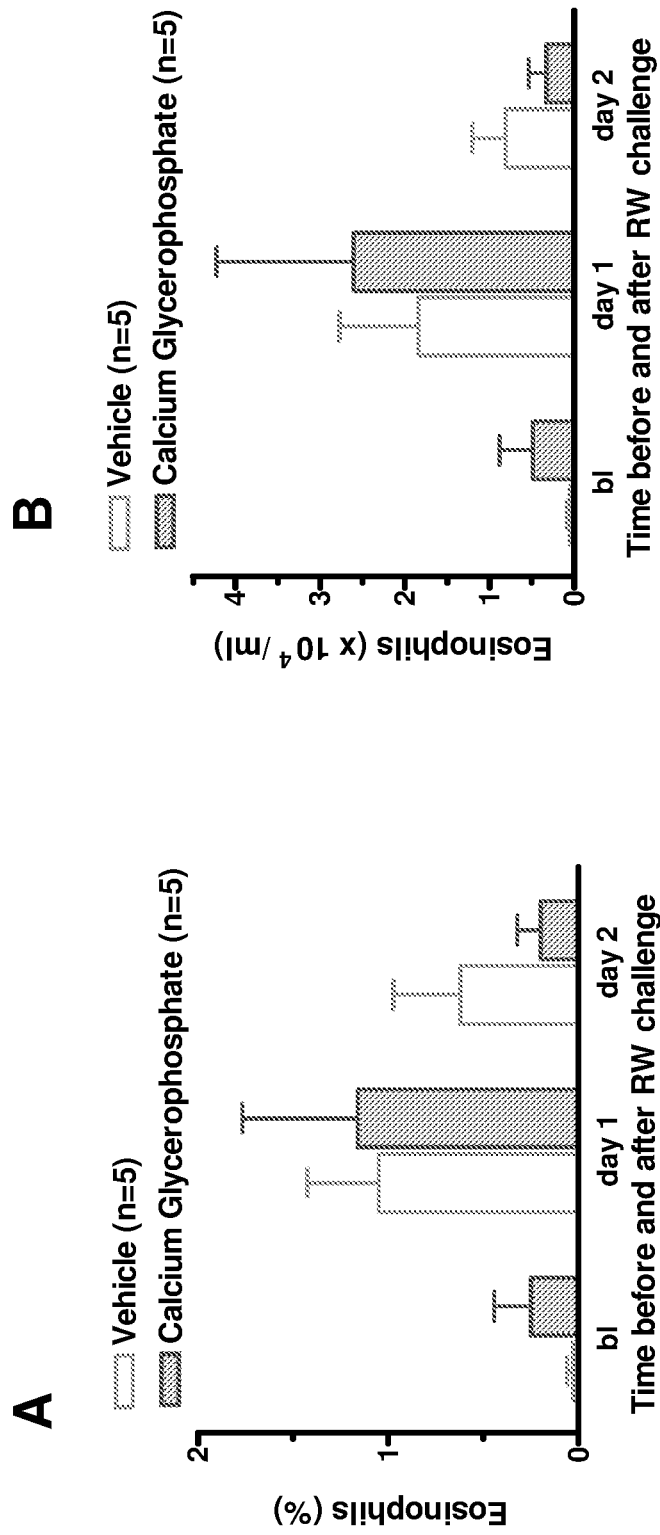 A
Vehicle (n=5)
Calcium Glycerophosphate (n=5)
Eosinophils (%)
2
1
0
bl day 1 day 2
Time before and after RW challenge
B
Vehicle (n=5)
Calcium Glycerophosphate (n=5)
Eosinophils (x 10⁴/ml)
4
3
2
1
0
bl day 1 day 2
Time before and after RW challenge